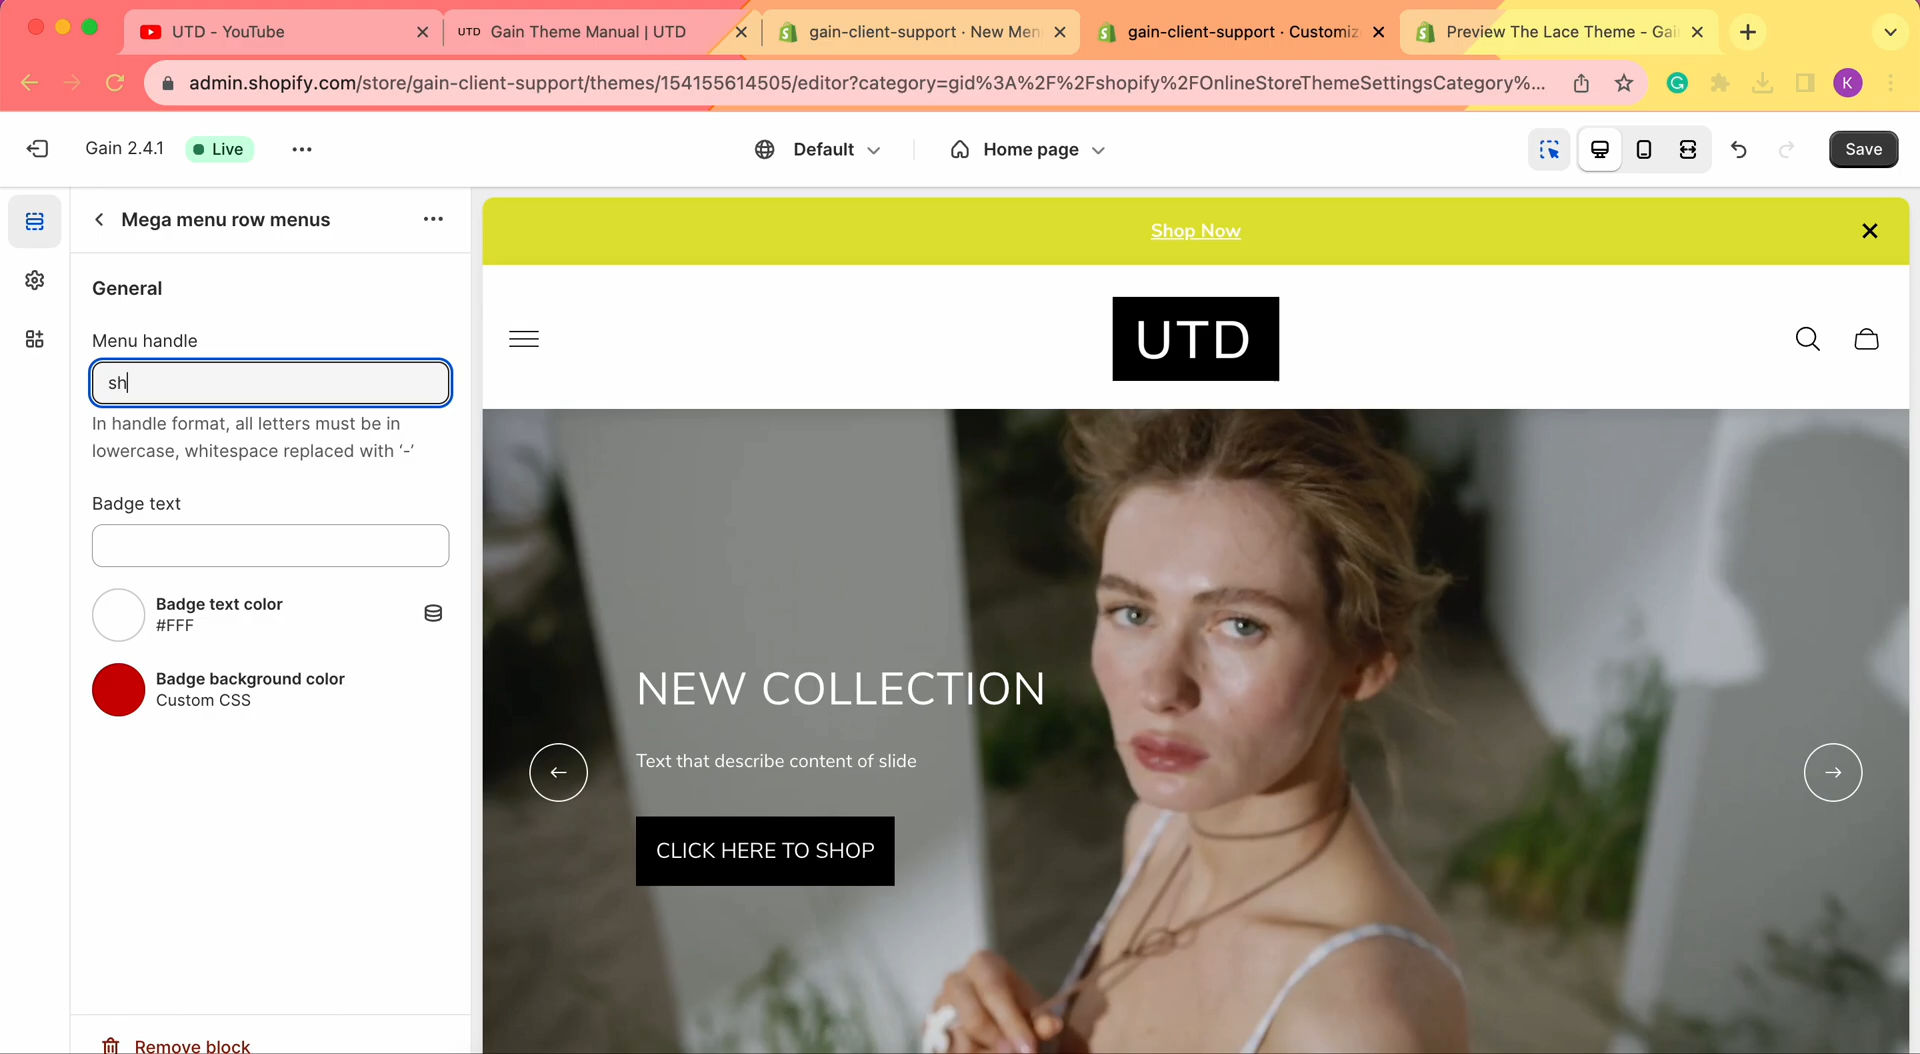 UTD - YouTube
UTD Gain Theme Manual | UTD
gain-client-support · New Men
gain-client-support · Customiz
Preview The Lace Theme - Gai
admin.shopify.com/store/gain-client-support/themes/154155614505/editor?category=gid%3A%2F%2Fshopify%2FOnlineStoreThemeSettingsCategory%...
K
Gain 2.4.1
Live
Default
Home page
Save
Mega menu row menus
General
Menu handle
sh
In handle format, all letters must be in
lowercase, whitespace replaced with ‘-’
Badge text
Badge text color
#FFF
Badge background color
Custom CSS
Remove block
Shop Now
UTD
NEW COLLECTION
Text that describe content of slide
CLICK HERE TO SHOP